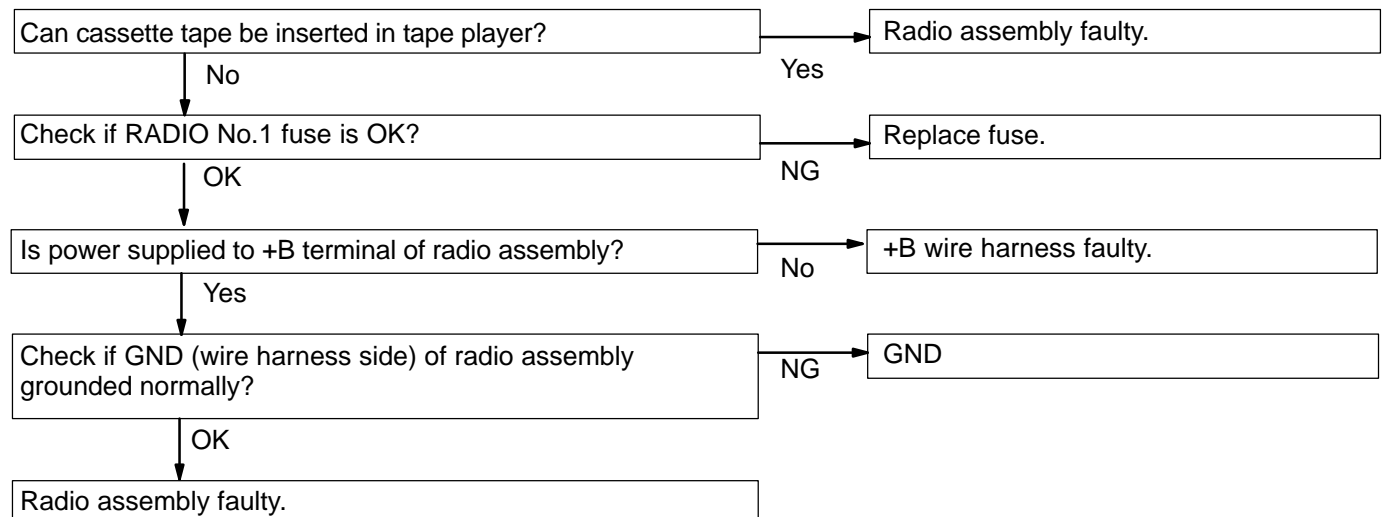 Can cassette tape be inserted in tape player?
Radio assembly faulty.
Yes
No
Check if RADIO No.1 fuse is OK?
Replace fuse.
NG
OK
Is power supplied to +B terminal of radio assembly?
+B wire harness faulty.
No
Yes
Check if GND (wire harness side) of radio assembly
grounded normally?
GND
NG
OK
Radio assembly faulty.